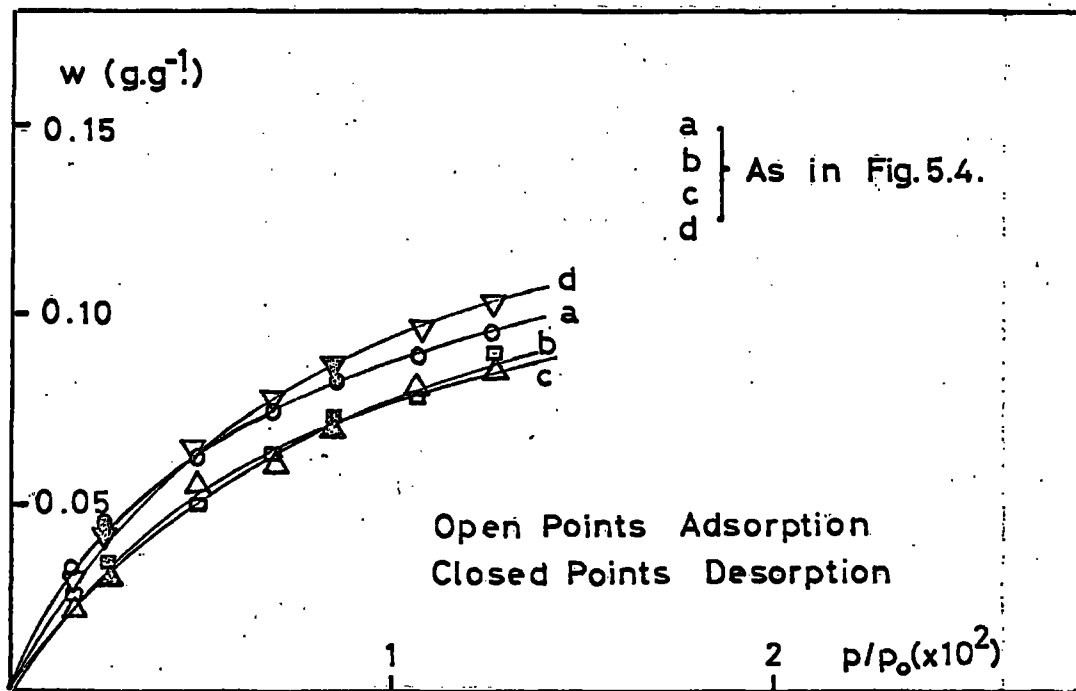 w (g.g⁻¹)
0.15
a
b
c
d
As in Fig. 5.4.
d
0.10
a
b
c
0.05
Open Points Adsorption
Closed Points Desorption
1
2
p/p₀(x10²)